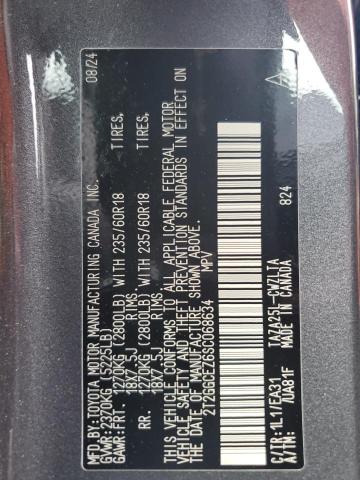 MFD.BY:TOYOTA MOTOR MANUFACTURING CANADA INC. 08/24
GVWR:2370KG (5225LB)
GAWR:FRT. 1270KG (2800LB) WITH 235/60R18 TIRES,
18X7.5J RIMS.
RR. 1270KG (2800LB) WITH 235/60R18 TIRES,
18X7.5J RIMS.
THIS VEHICLE CONFORMS TO ALL APPLICABLE FEDERAL MOTOR
VEHICLE SAFETY AND THEFT PREVENTION STANDARDS IN EFFECT ON
THE DATE OF MANUFACTURE SHOWN ABOVE.
2T2GGCEZ6SC068634 MPV
824
C/TR:1L1/EA31 TAZA25L-CWZLTA
A/TM: /UA81F MADE IN CANADA